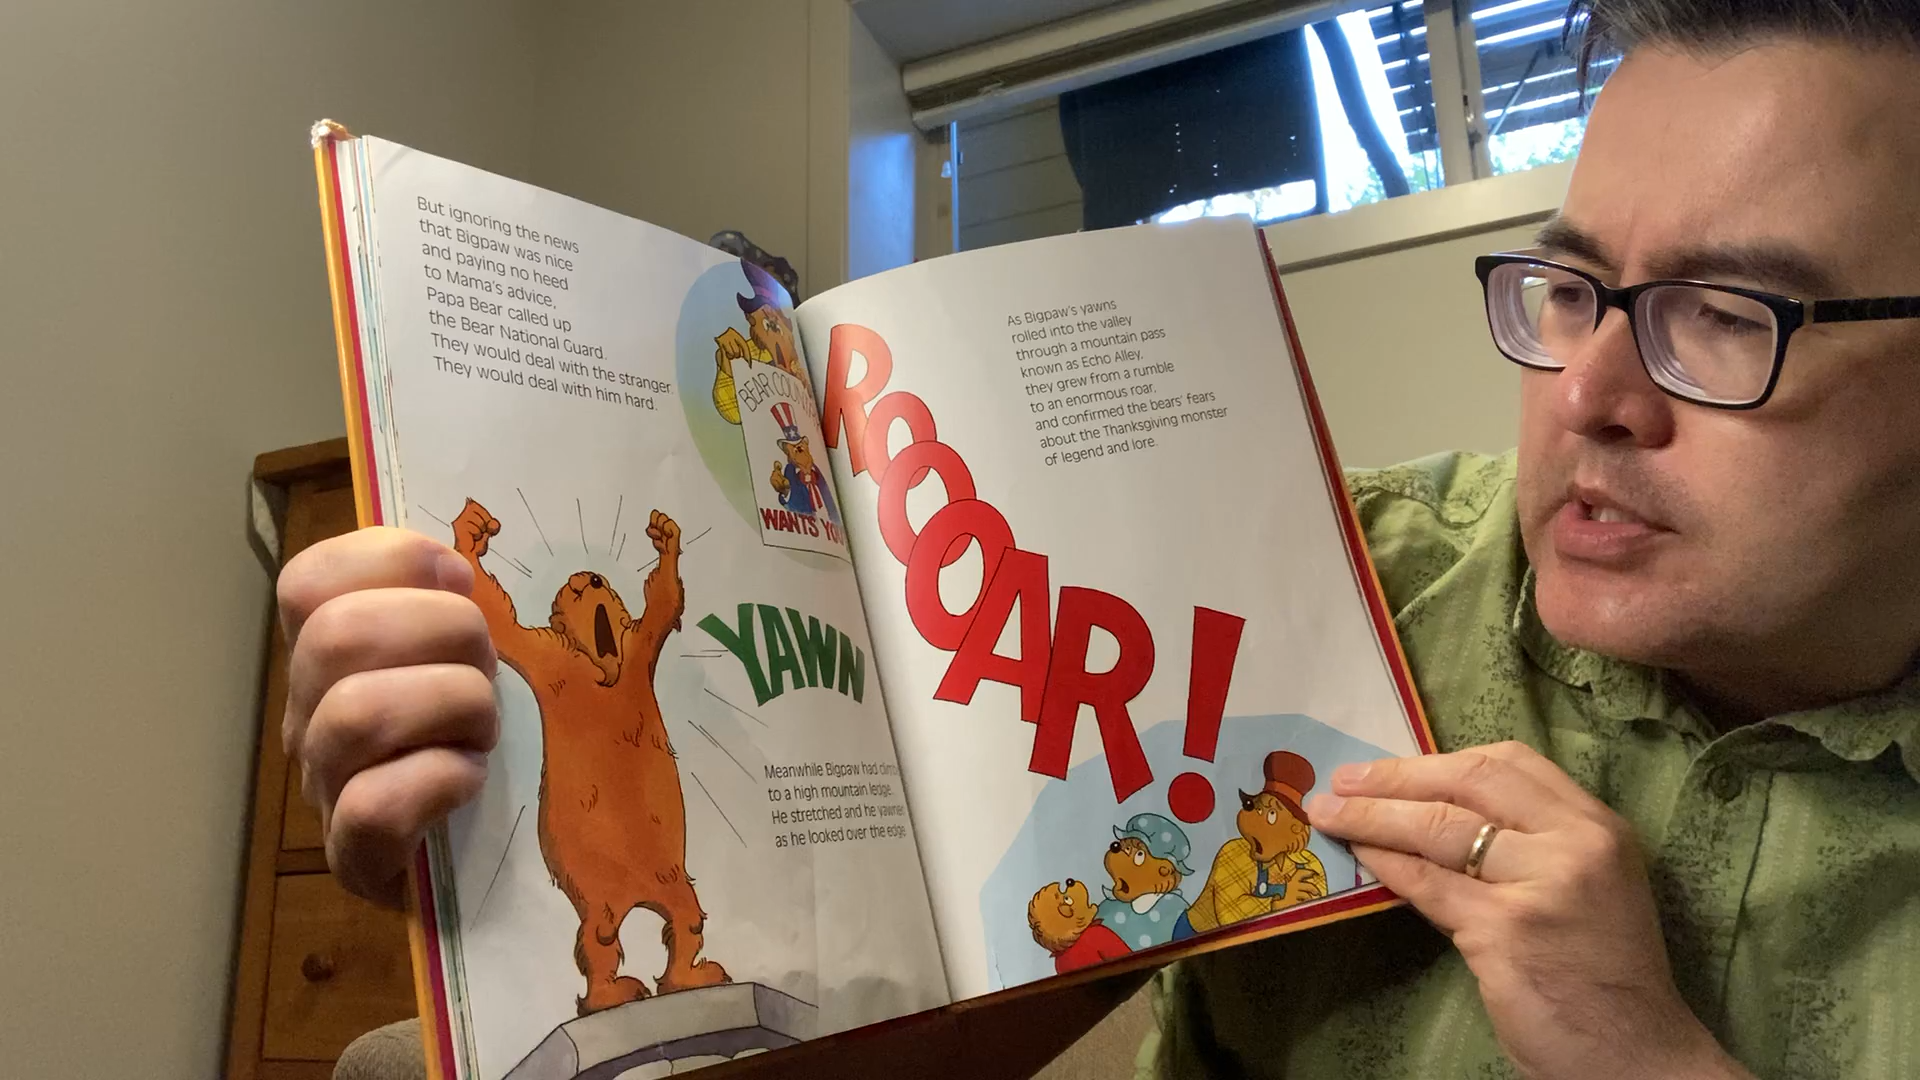 But ignoring the news
that Bigpaw was nice
and paying no heed
to Mama's advice,
Papa Bear called up
the Bear National Guard.
They would deal with the stranger.
They would deal with him hard.
BEAR
WANTS
YAWN
Meanwhile Bigpaw had
to a high mountain ledge.
He stretched and he
as he looked over the edge
ROOOAR!
As Bigpaw's yawns
rolled into the valley
through a mountain pass
known as Echo Alley,
they grew from a rumble
to an enormous roar,
and confirmed the bears' fears
about the Thanksgiving monster
of legend and lore.